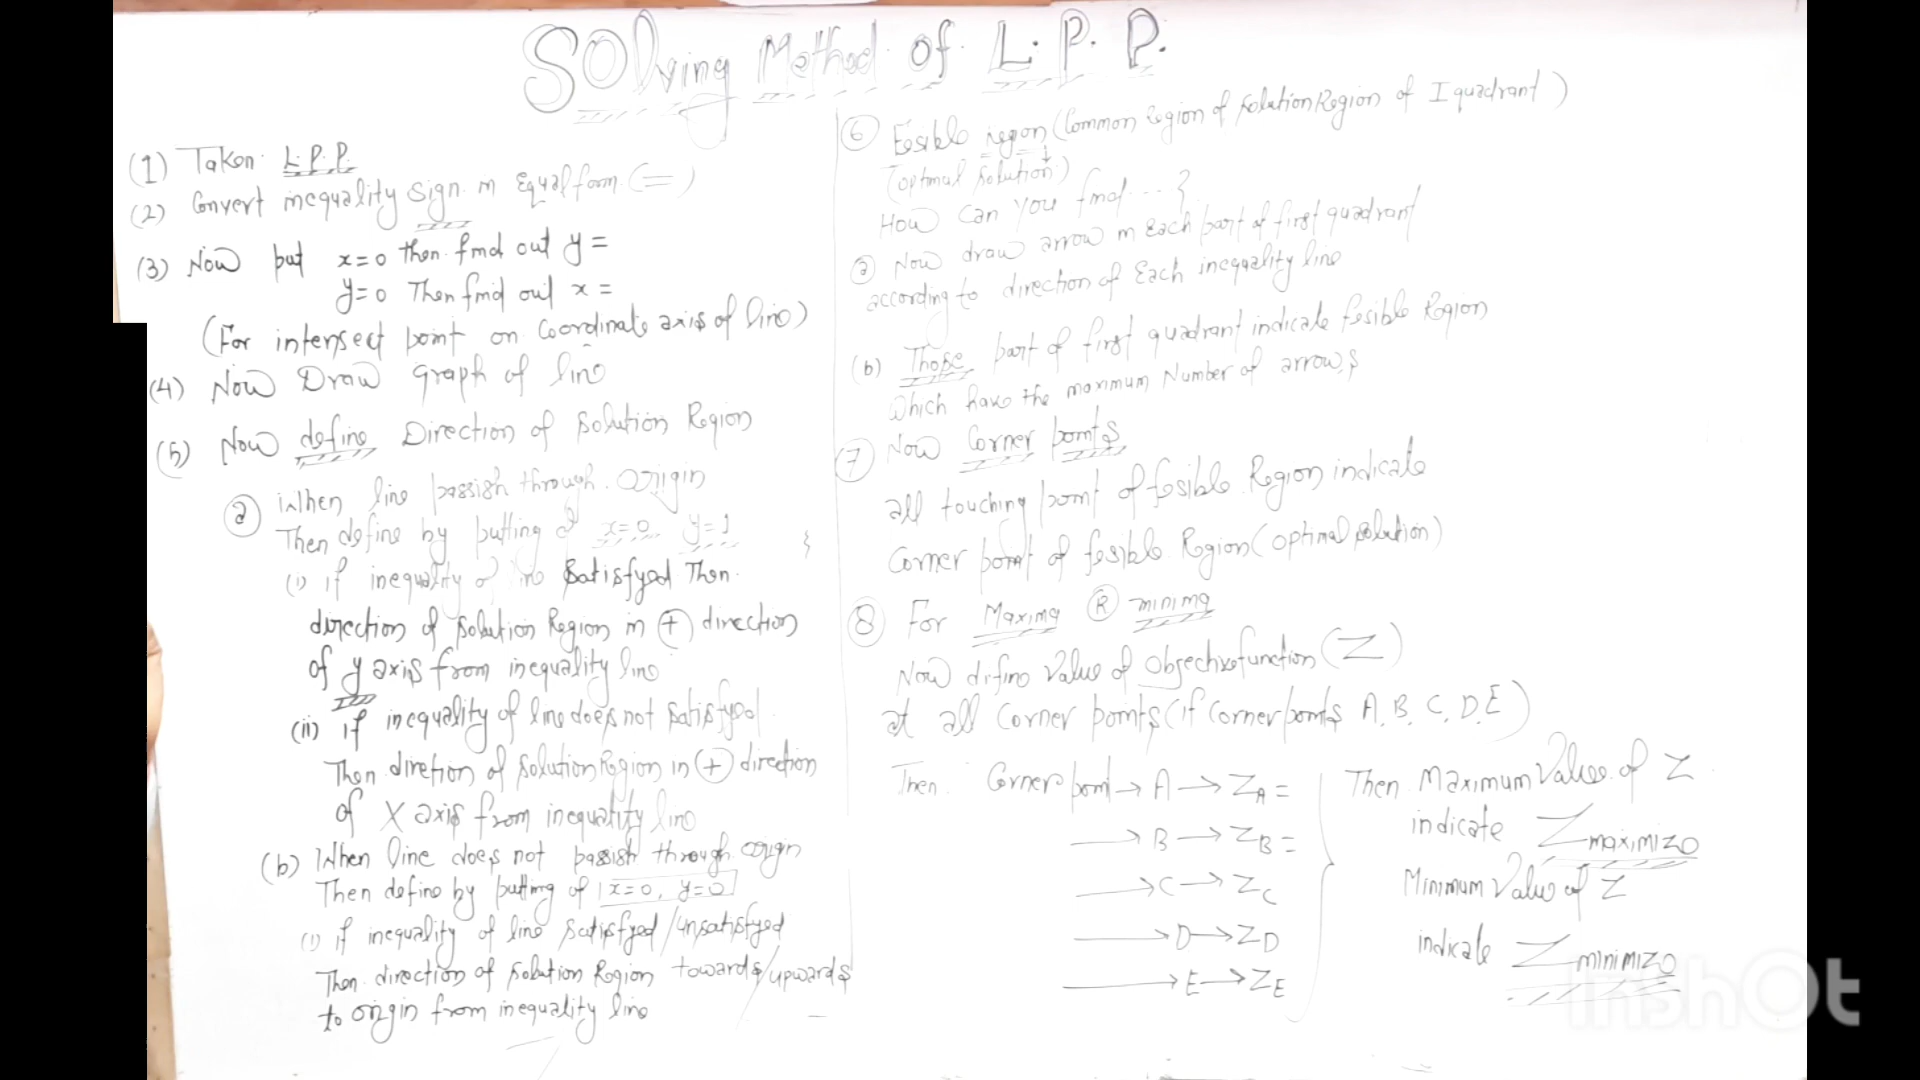 Solving Method of L.P.P.
(1) Taken L.P.P.
(2) Convert inequality sign in Equal form (=)
(3) Now put x=0 then find out y=
y=0 Then find out x=
(For intersect point on Coordinate axis of line)
(4) Now Draw graph of line
(5) Now define Direction of Solution Region
(a) When line passish through origin
Then define by putting of x=0 y=1
(i) if inequality of line Satisfyed Then
direction of Solution Region in (+) direction
of y axis from inequality line
(ii) if inequality of line does not Satisfyed
Then diretion of Solution Region in (+) direction
of X axis from inequality line
(b) When line does not passish through origin
Then define by putting of x=0, y=0
(i) if inequality of line Satisfyed/unsatisfyed
Then direction of Solution Region towards/upwards
to origin from inequality line
(6) Fesible region (Common region of Solution Region of I quadrant)
(optimal solution)
How can you find...?
(a) Now draw arrow in Each part of first quadrant
according to direction of Each inequality line
(b) Those part of first quadrant indicate fesible Region
Which have the maximum Number of arrows
(7) Now Corner points
all touching point of fesible Region indicate
Corner point of fesible Region (optimal solution)
(8) For Maxima (R) minima
Now difine value of Objective function (Z)
at all Corner points (if Corner points A, B, C, D, E)
Then Corner point → A → Z_A =
→ B → Z_B =
→ C → Z_C
→ D → Z_D
→ E → Z_E
Then Maximum Value of Z
indicate Z maximize
Minimum Value of Z
indicate Z minimize
InshOt